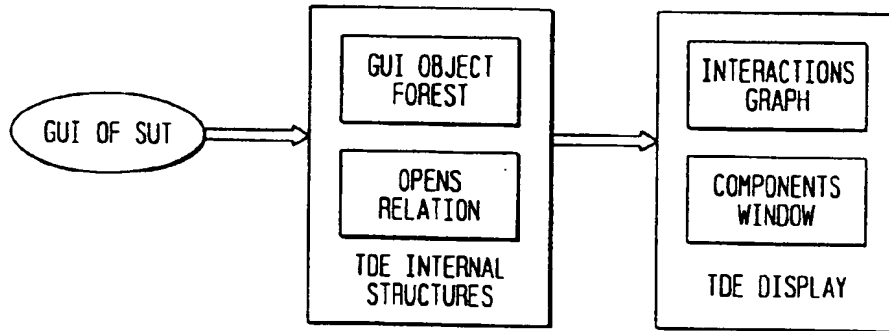 GUI OF SUT
GUI OBJECT
FOREST
OPENS
RELATION
TDE INTERNAL
STRUCTURES
INTERACTIONS
GRAPH
COMPONENTS
WINDOW
TDE DISPLAY